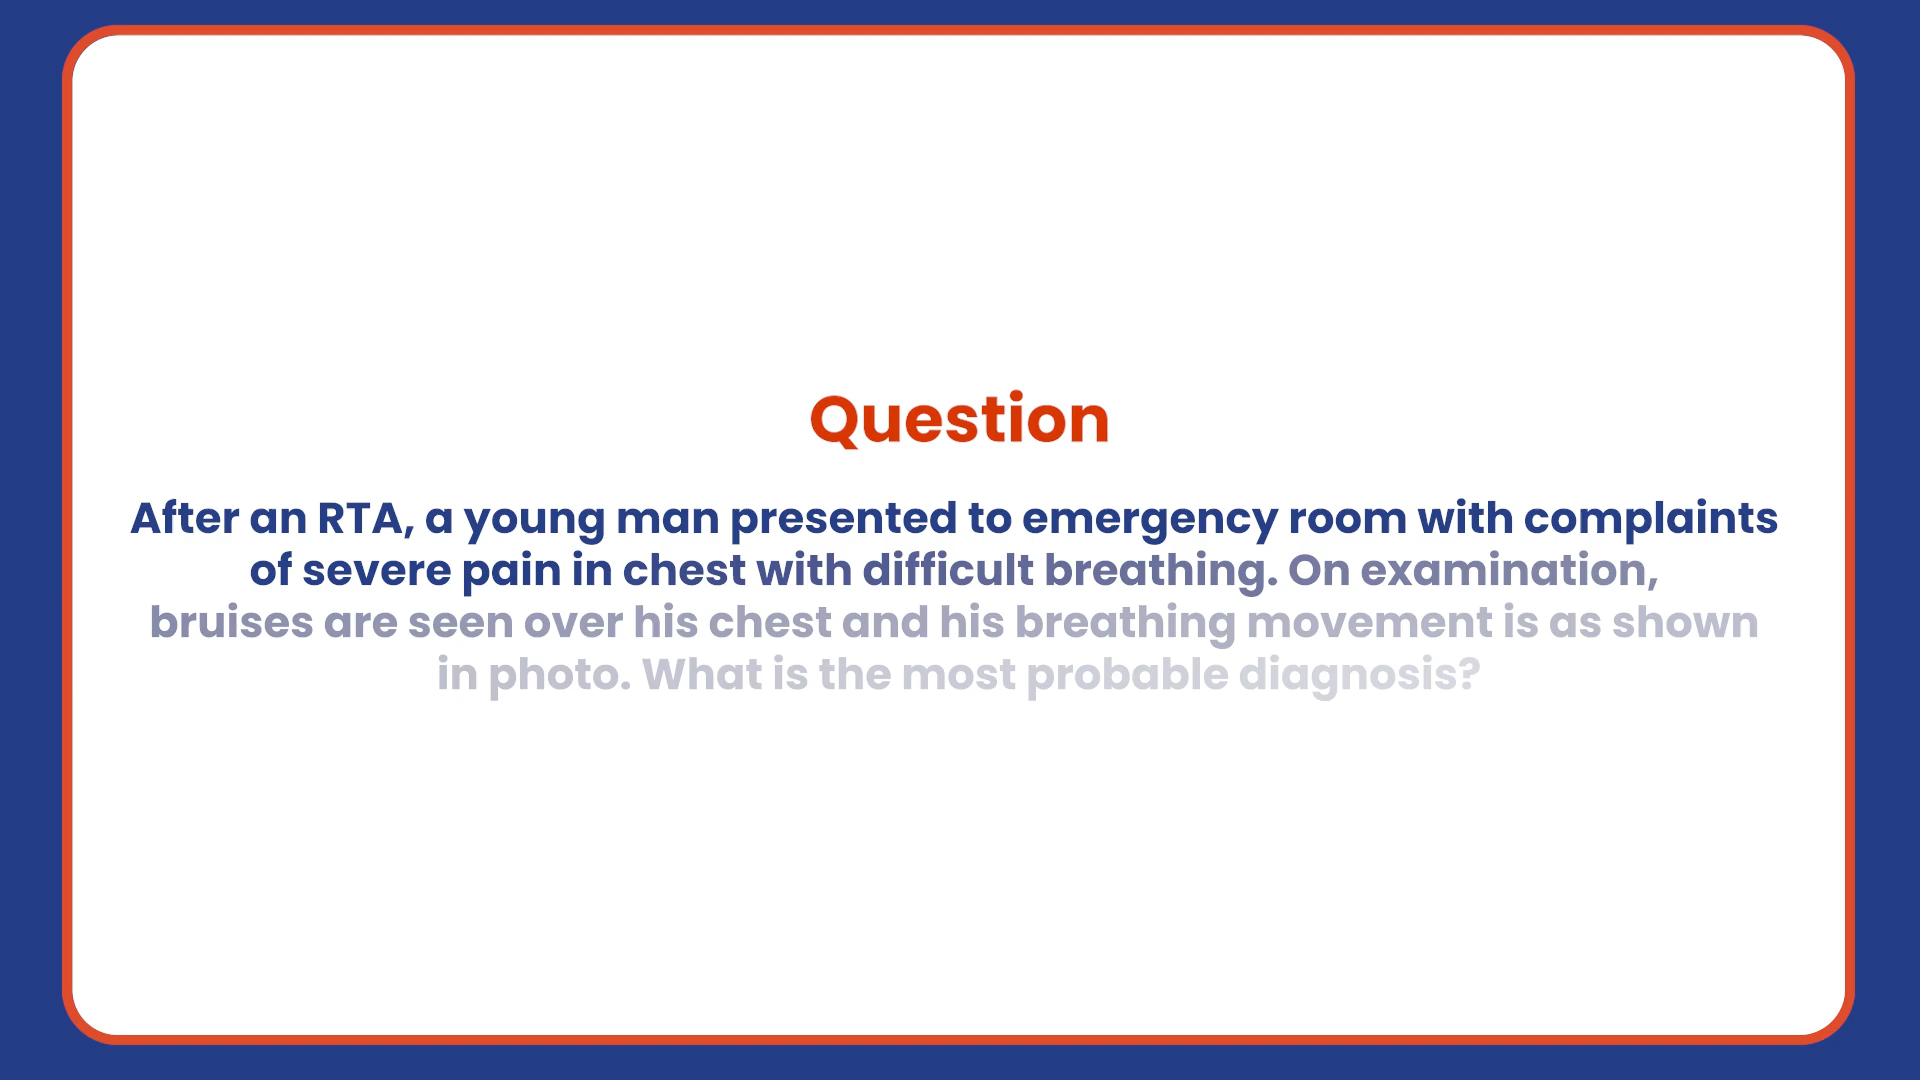 Question
After an RTA, a young man presented to emergency room with complaints
of severe pain in chest with difficult breathing. On examination,
bruises are seen over his chest and his breathing movement is as shown
in photo. What is the most probable diagnosis?